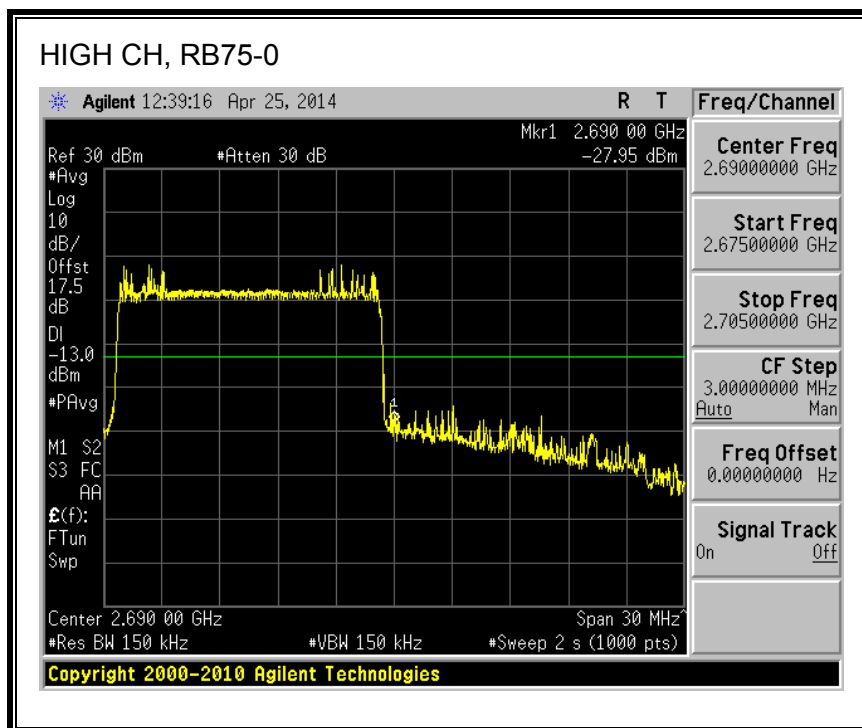 HIGH CH, RB75-0
Agilent 12:39:16 Apr 25, 2014 R T
Freq/Channel
Mkr1 2.690 00 GHz
Ref 30 dBm #Atten 30 dB -27.95 dBm
#Avg
Log
10
dB/
Offst
17.5
dB
DI
-13.0
dBm
#PAvg
M1 S2
S3 FC
AA
£(f):
FTun
Swp
1
Center 2.690 00 GHz Span 30 MHz^
#Res BW 150 kHz #VBW 150 kHz #Sweep 2 s (1000 pts)
Center Freq
2.69000000 GHz
Start Freq
2.67500000 GHz
Stop Freq
2.70500000 GHz
CF Step
3.00000000 MHz
Auto Man
Freq Offset
0.00000000 Hz
Signal Track
On Off
Copyright 2000-2010 Agilent Technologies